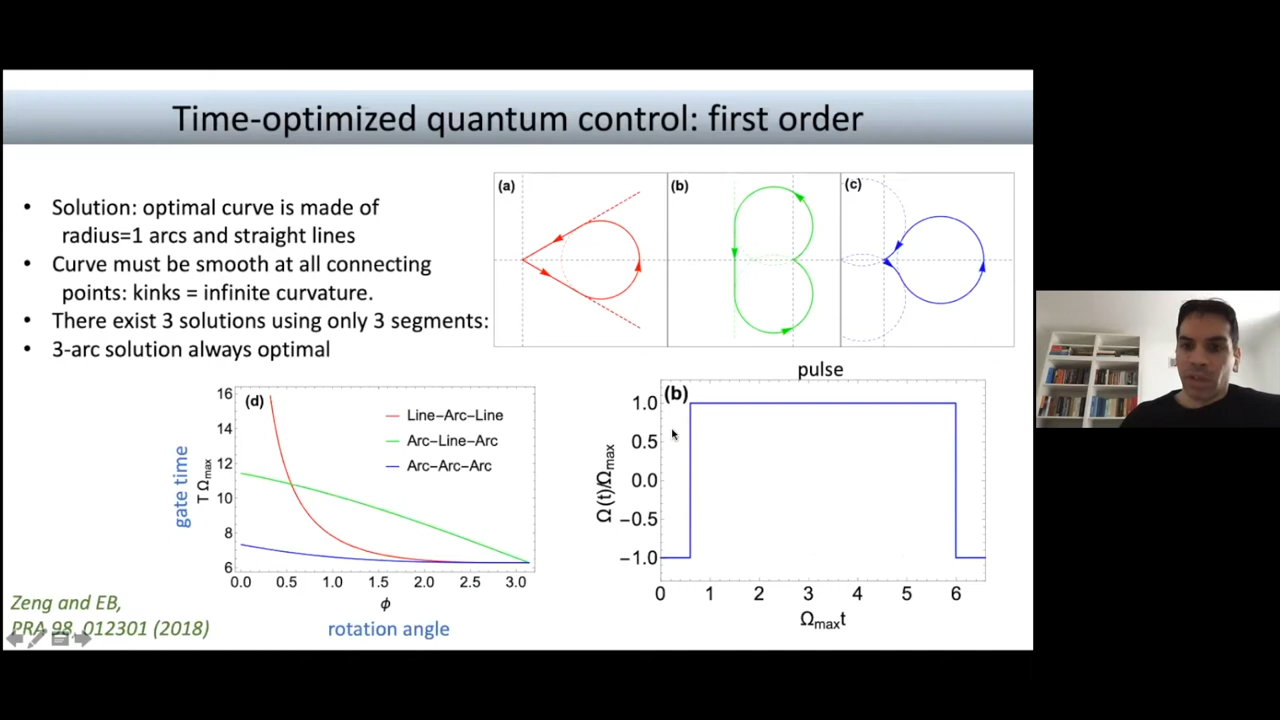 Time-optimized quantum control: first order
• Solution: optimal curve is made of
radius=1 arcs and straight lines
• Curve must be smooth at all connecting
points: kinks = infinite curvature.
• There exist 3 solutions using only 3 segments:
• 3-arc solution always optimal
(a)
(b)
(c)
(d)
Line–Arc–Line
Arc–Line–Arc
Arc–Arc–Arc
16
14
12
10
8
6
gate time
T Ωmax
0.0 0.5 1.0 1.5 2.0 2.5 3.0
ϕ
rotation angle
pulse
(b)
1.0
0.5
0.0
−0.5
−1.0
Ω(t)/Ωmax
0 1 2 3 4 5 6
Ωmaxt
Zeng and EB,
PRA 98, 012301 (2018)